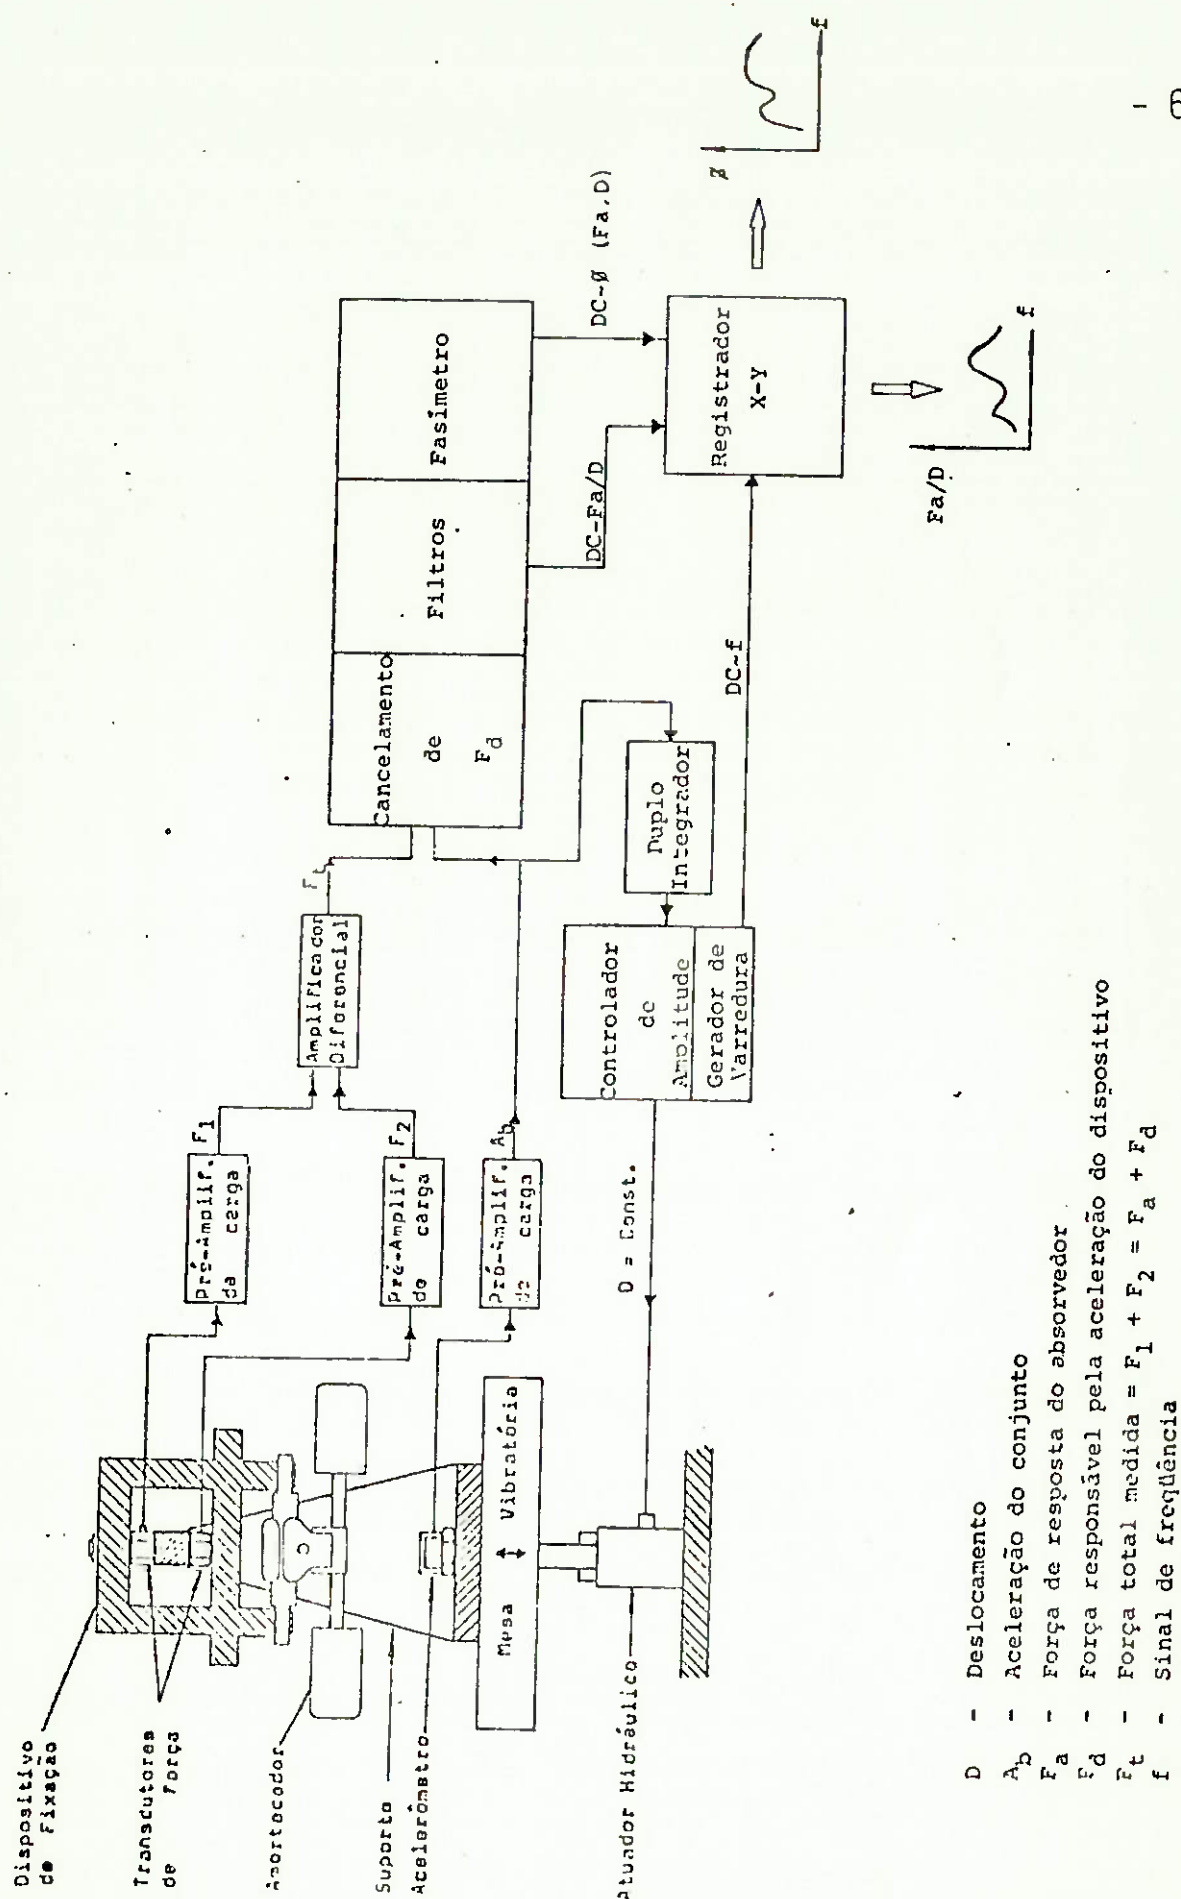 Dispositivo
de Fixação
Transdutores
de Força
Amortecedor
Suporte
Acelerômetro
Atuador Hidráulico
Mesa Vibratória
Pré-Amplif.
de carga
F1
Pré-Amplif.
de carga
F2
Pré-Amplif.
de carga
Ab
Amplificador
Diferencial
Ft
Cancelamento
de
Fd
Filtros
Fasímetro
DC-Fa/D
DC~Ø (Fa,D)
Duplo
Integrador
Controlador
de
Amplitude
Gerador de
Varredura
D = Const.
DC~f
Registrador
X-Y
Ø
f
Fa/D
f
D - Deslocamento
Ab - Aceleração do conjunto
Fa - Força de resposta do absorvedor
Fd - Força responsável pela aceleração do dispositivo
Ft - Força total medida = F1 + F2 = Fa + Fd
f - Sinal de freqüência